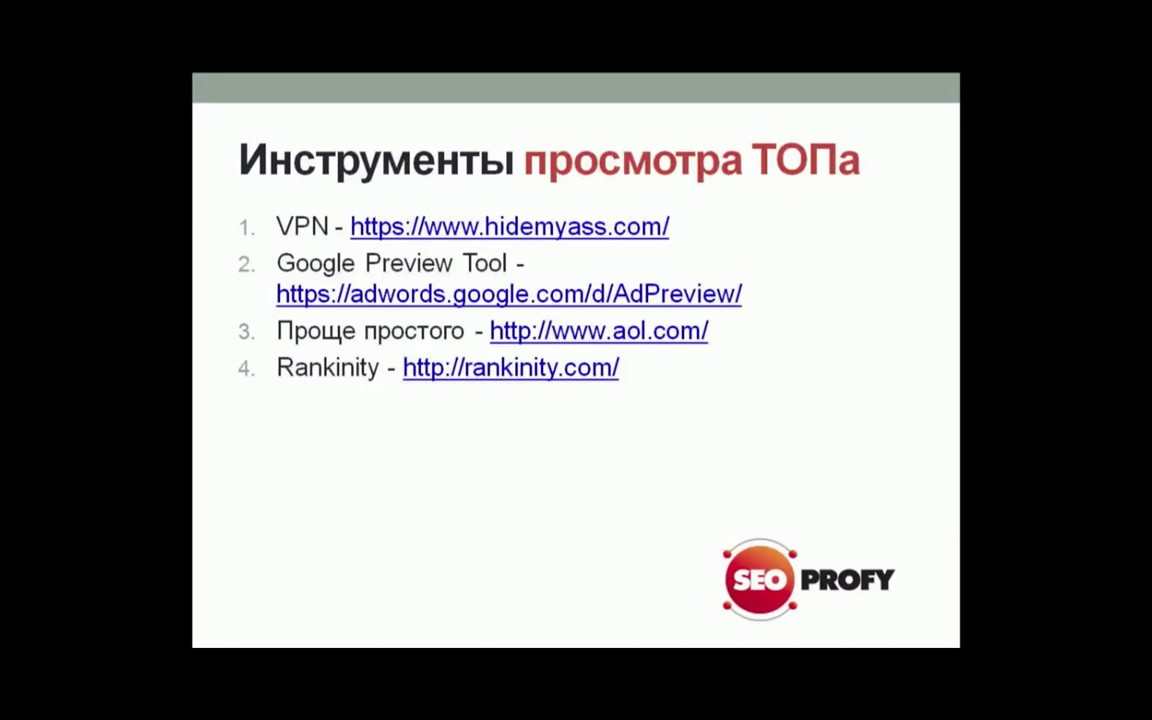 Инструменты просмотра ТОПа
1. VPN - https://www.hidemyass.com/
2. Google Preview Tool -
https://adwords.google.com/d/AdPreview/
3. Проще простого - http://www.aol.com/
4. Rankinity - http://rankinity.com/
SEO PROFY